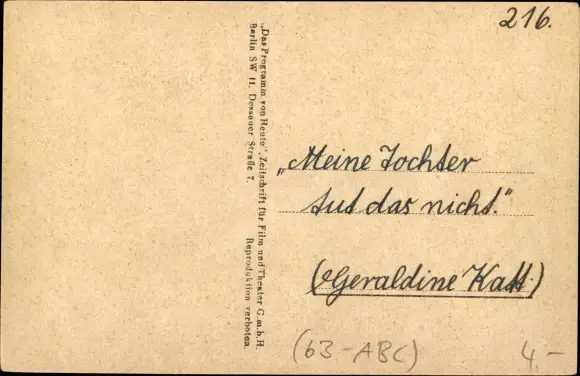 216.
„Das Programm von Heute", Zeitschrift für Film und Theater G.m.b.H.
Berlin SW 11, Dessauer Straße 7.
Reproduktion verboten.
„Meine Tochter
tut das nicht."
(Geraldine Katt)
(63-ABC)
4.-